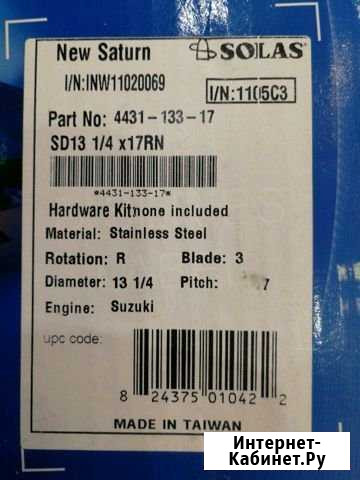 New Saturn SOLAS
I/N:INW11020069
I/N:1105C3
Part No: 4431-133-17
SD13 1/4 x17RN
*4431-133-17*
Hardware Kit:none included
Material: Stainless Steel
Rotation: R Blade: 3
Diameter: 13 1/4 Pitch: 7
Engine: Suzuki
upc code:
8 24375 01042 2
MADE IN TAIWAN
Интернет-
Кабинет.Ру